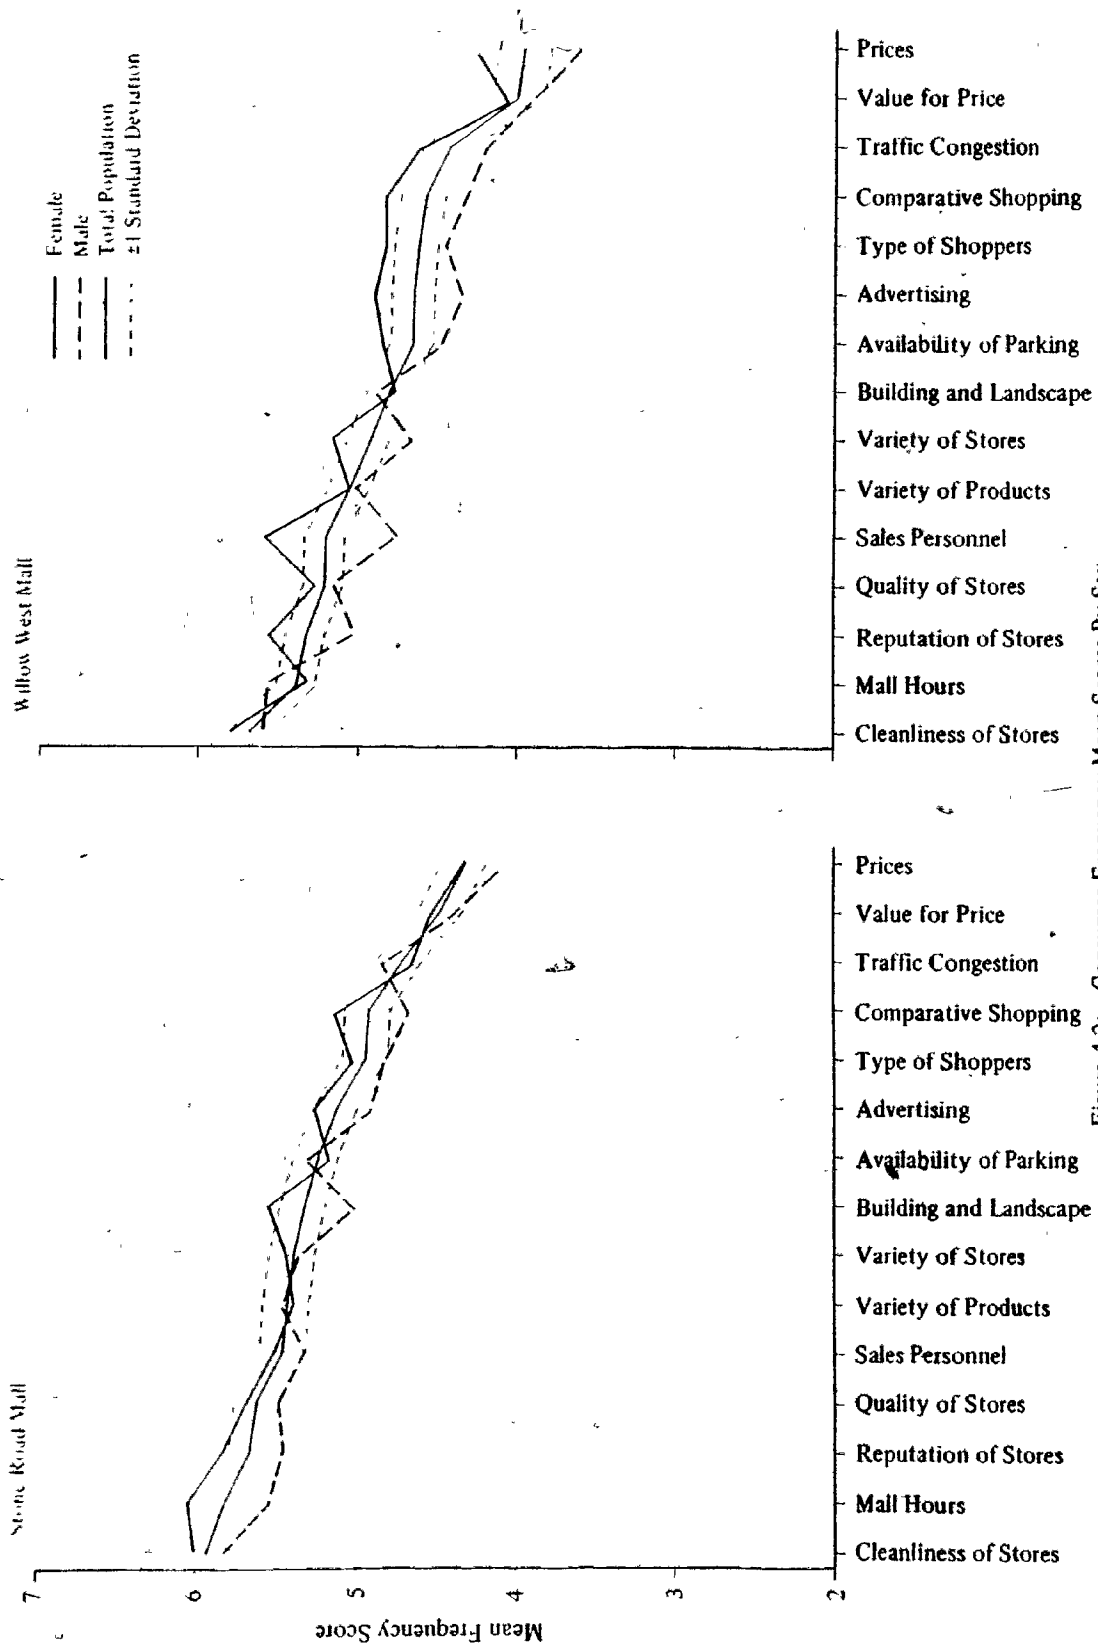 Willow West Mall
Female
Male
Total Population
±1 Standard Deviation
Prices
Value for Price
Traffic Congestion
Comparative Shopping
Type of Shoppers
Advertising
Availability of Parking
Building and Landscape
Variety of Stores
Variety of Products
Sales Personnel
Quality of Stores
Reputation of Stores
Mall Hours
Cleanliness of Stores
Stone Road Mall
Prices
Value for Price
Traffic Congestion
Comparative Shopping
Type of Shoppers
Advertising
Availability of Parking
Building and Landscape
Variety of Stores
Variety of Products
Sales Personnel
Quality of Stores
Reputation of Stores
Mall Hours
Cleanliness of Stores
7
6
5
4
3
2
Mean Frequency Score